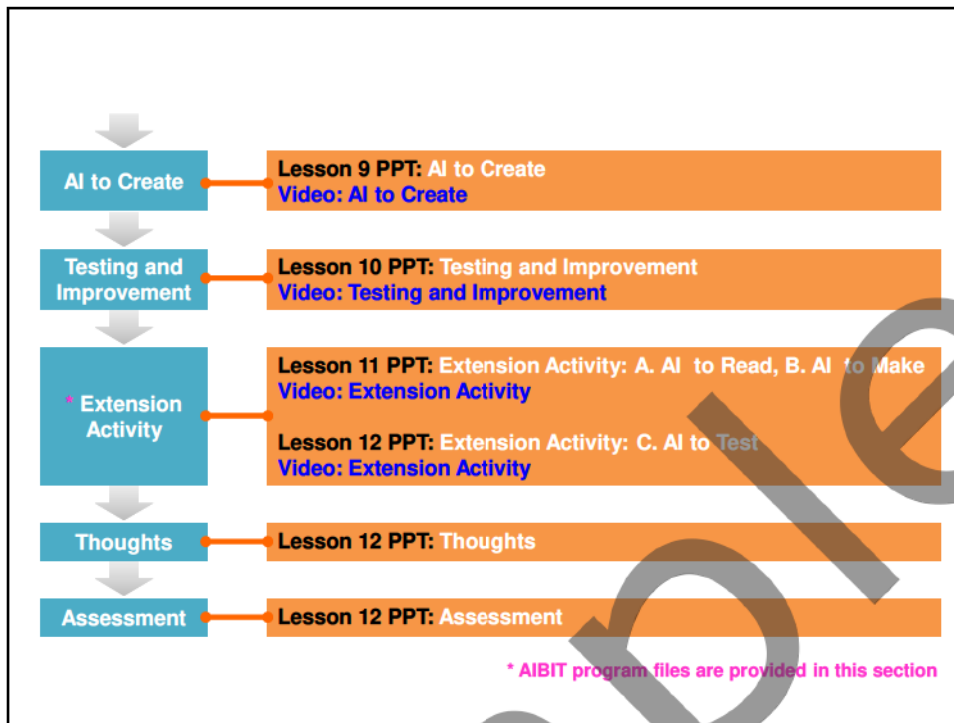 AI to Create
Lesson 9 PPT: AI to Create
Video: AI to Create
Testing and
Improvement
Lesson 10 PPT: Testing and Improvement
Video: Testing and Improvement
* Extension
Activity
Lesson 11 PPT: Extension Activity: A. AI to Read, B. AI to Make
Video: Extension Activity
Lesson 12 PPT: Extension Activity: C. AI to Test
Video: Extension Activity
Thoughts
Lesson 12 PPT: Thoughts
Assessment
Lesson 12 PPT: Assessment
* AIBIT program files are provided in this section